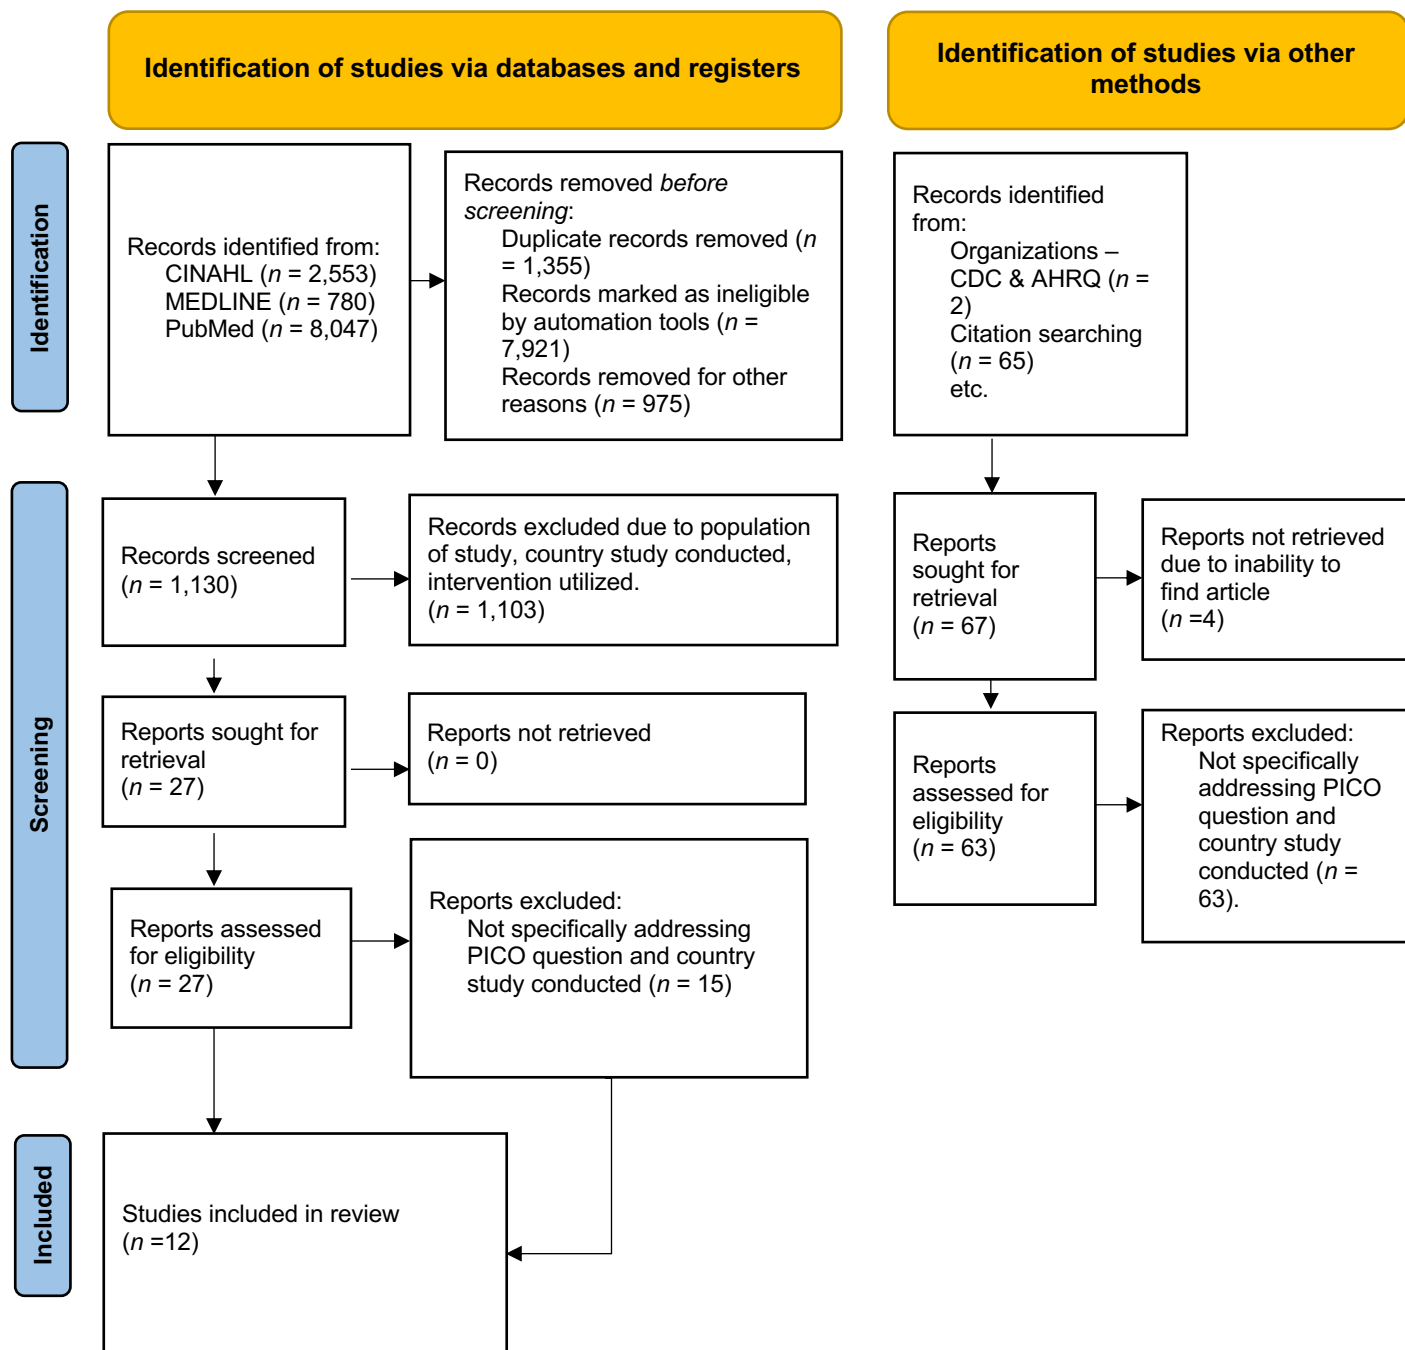 Identification of studies via databases and registers
Identification of studies via other
methods
Identification
Records identified from:
CINAHL (n = 2,553)
MEDLINE (n = 780)
PubMed (n = 8,047)
Records removed before
screening:
Duplicate records removed (n
= 1,355)
Records marked as ineligible
by automation tools (n =
7,921)
Records removed for other
reasons (n = 975)
Records identified
from:
Organizations –
CDC & AHRQ (n =
2)
Citation searching
(n = 65)
etc.
Screening
Records screened
(n = 1,130)
Records excluded due to population
of study, country study conducted,
intervention utilized.
(n = 1,103)
Reports
sought for
retrieval
(n = 67)
Reports not retrieved
due to inability to
find article
(n =4)
Reports sought for
retrieval
(n = 27)
Reports not retrieved
(n = 0)
Reports
assessed for
eligibility
(n = 63)
Reports excluded:
Not specifically
addressing PICO
question and
country study
conducted (n =
63).
Reports assessed
for eligibility
(n = 27)
Reports excluded:
Not specifically addressing
PICO question and country
study conducted (n = 15)
Included
Studies included in review
(n =12)